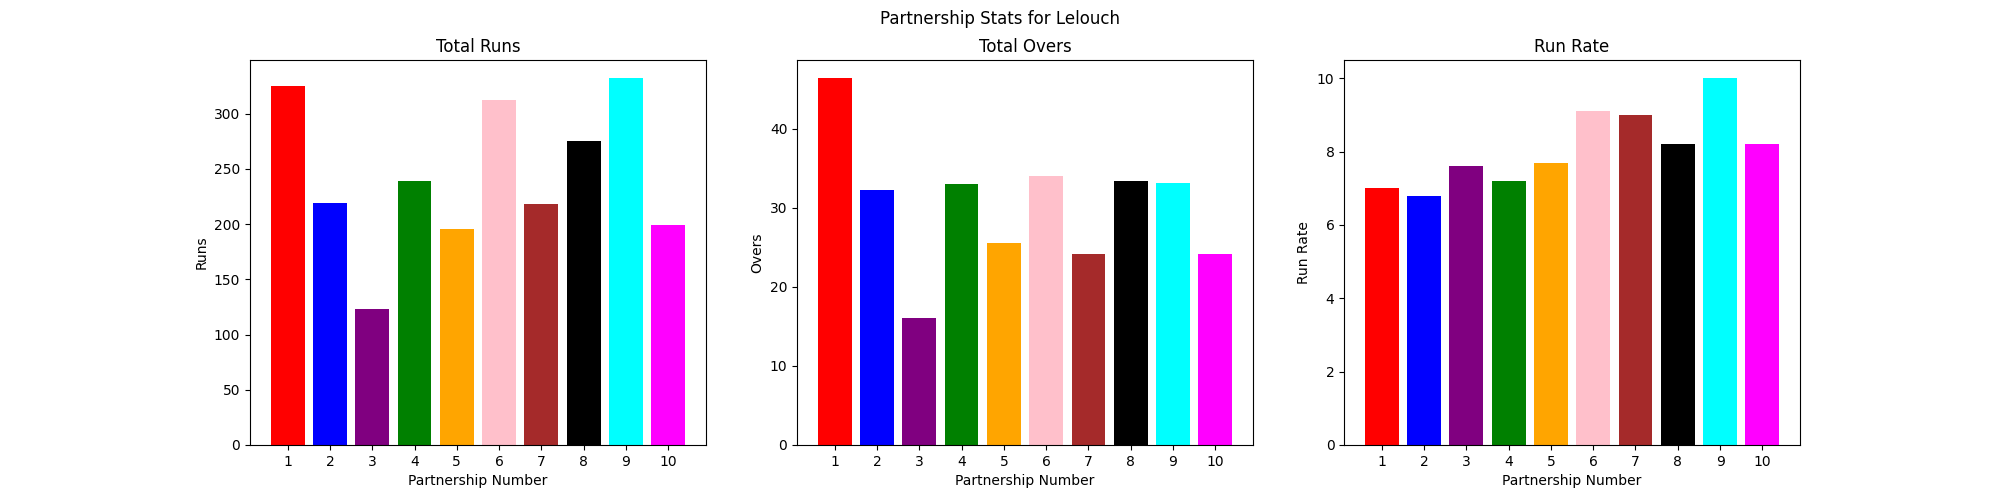 Partnership Stats for Lelouch
Total Runs
Runs
300
250
200
150
100
50
0
1 2 3 4 5 6 7 8 9 10
Partnership Number
Total Overs
Overs
40
30
20
10
0
1 2 3 4 5 6 7 8 9 10
Partnership Number
Run Rate
Run Rate
10
8
6
4
2
0
1 2 3 4 5 6 7 8 9 10
Partnership Number